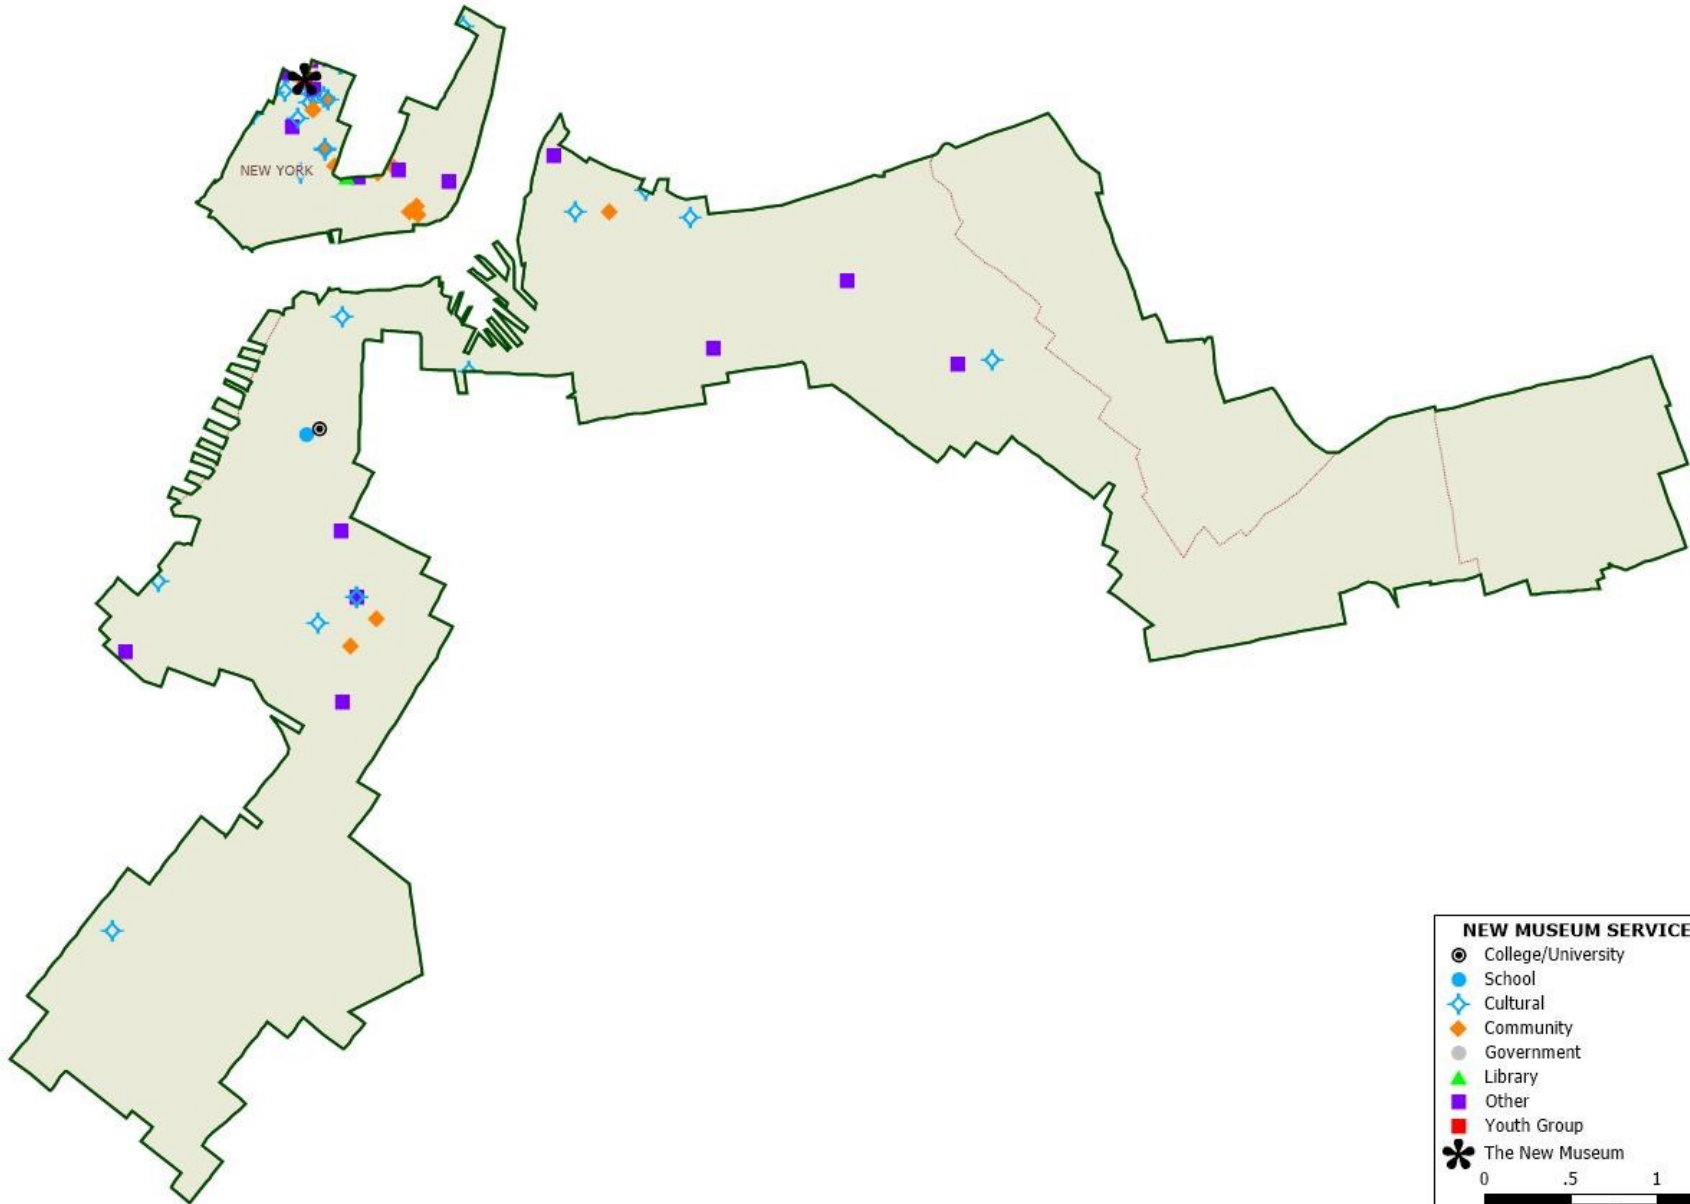 NEW YORK
NEW MUSEUM SERVICE
College/University
School
Cultural
Community
Government
Library
Other
Youth Group
The New Museum
0 .5 1